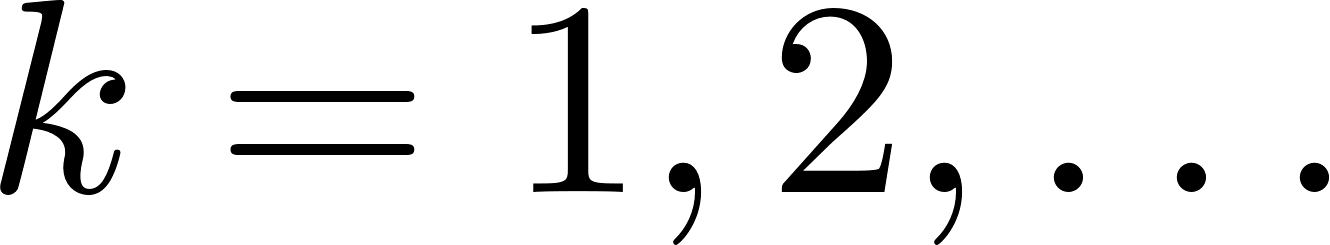 k = 1, 2, . . .